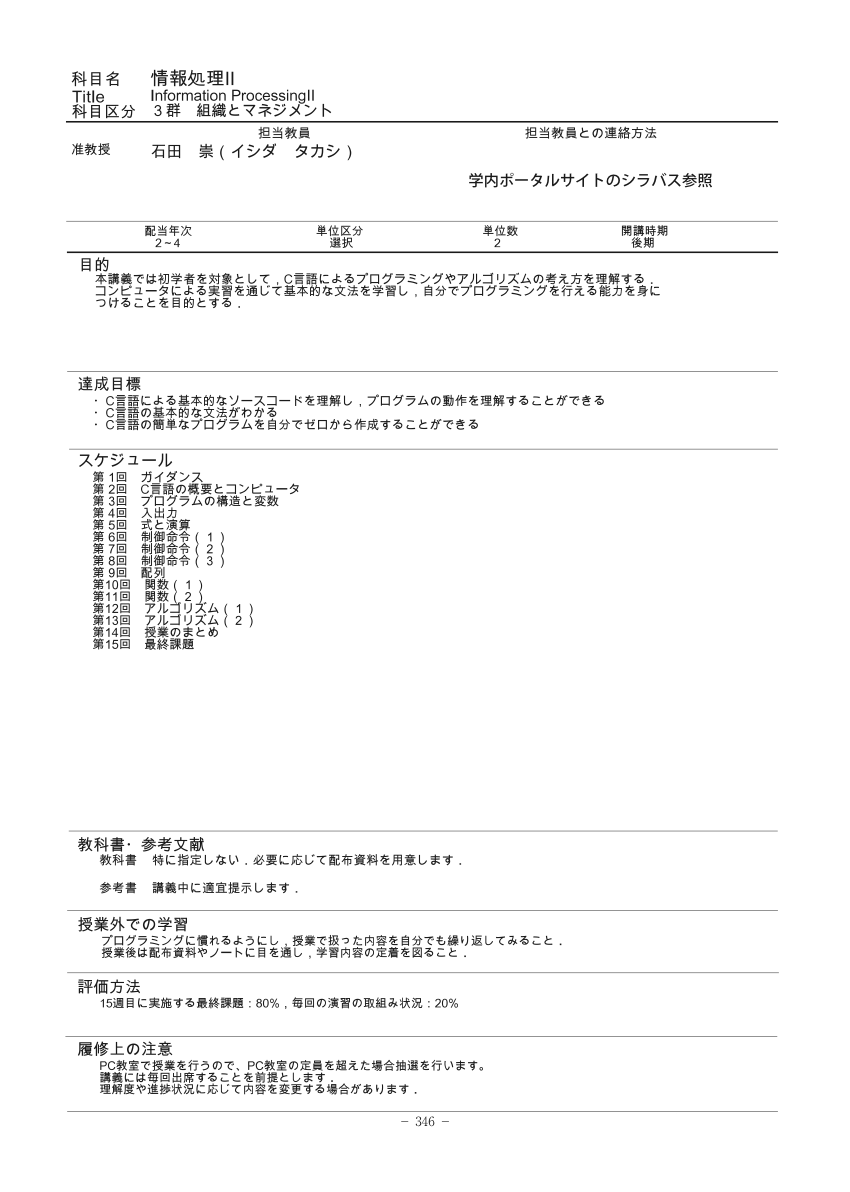 科目名 情報処理II
Title Information ProcessingII
科目区分 3群 組織とマネジメント
担当教員 担当教員との連絡方法
准教授 石田 崇(イシダ タカシ)
学内ポータルサイトのシラバス参照
配当年次 単位区分 単位数 開講時期
2~4 選択 2 後期
目的
本講義では初学者を対象として,C言語によるプログラミングやアルゴリズムの考え方を理解する.
コンピュータによる実習を通じて基本的な文法を学習し,自分でプログラミングを行える能力を身に
つけることを目的とする.
達成目標
・C言語による基本的なソースコードを理解し,プログラムの動作を理解することができる
・C言語の基本的な文法がわかる
・C言語の簡単なプログラムを自分でゼロから作成することができる
スケジュール
第 1回 ガイダンス
第 2回 C言語の概要とコンピュータ
第 3回 プログラムの構造と変数
第 4回 入出力
第 5回 式と演算
第 6回 制御命令(1)
第 7回 制御命令(2)
第 8回 制御命令(3)
第 9回 配列
第10回 関数(1)
第11回 関数(2)
第12回 アルゴリズム(1)
第13回 アルゴリズム(2)
第14回 授業のまとめ
第15回 最終課題
教科書・参考文献
教科書 特に指定しない.必要に応じて配布資料を用意します.
参考書 講義中に適宜提示します.
授業外での学習
プログラミングに慣れるようにし,授業で扱った内容を自分でも繰り返してみること.
授業後は配布資料やノートに目を通し,学習内容の定着を図ること.
評価方法
15週目に実施する最終課題:80%,毎回の演習の取組み状況:20%
履修上の注意
PC教室で授業を行うので、PC教室の定員を超えた場合抽選を行います。
講義には毎回出席することを前提とします.
理解度や進捗状況に応じて内容を変更する場合があります.
− 346 −